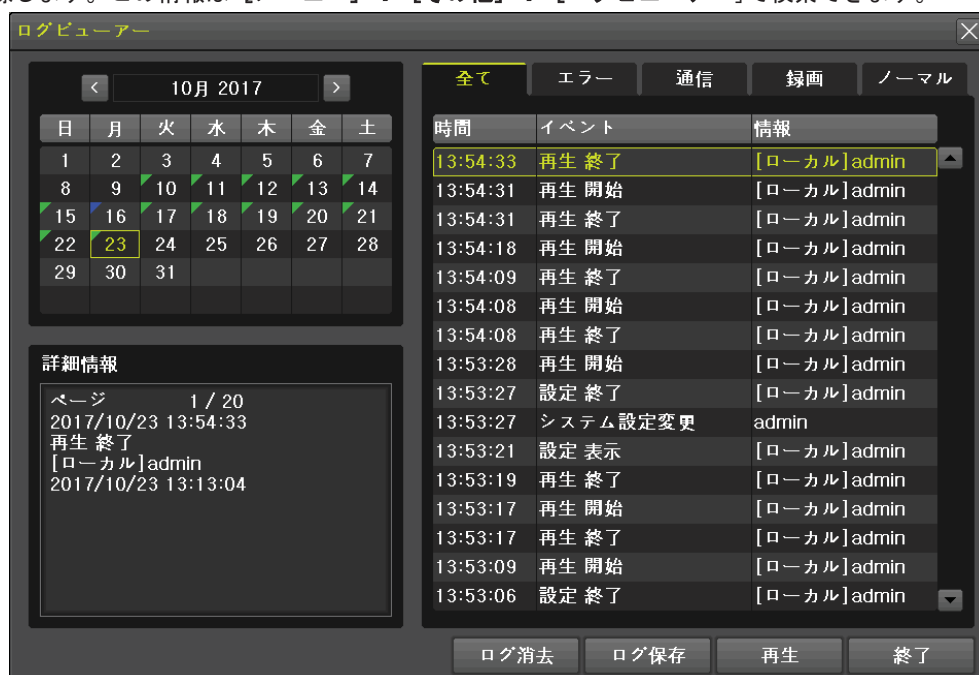 ログビューアー
10月 2017
日 月 火 水 木 金 土
1 2 3 4 5 6 7
8 9 10 11 12 13 14
15 16 17 18 19 20 21
22 23 24 25 26 27 28
29 30 31
詳細情報
ページ 1 / 20
2017/10/23 13:54:33
再生 終了
[ローカル]admin
2017/10/23 13:13:04
全て エラー 通信 録画 ノーマル
時間 イベント 情報
13:54:33 再生 終了 [ローカル]admin
13:54:31 再生 開始 [ローカル]admin
13:54:31 再生 終了 [ローカル]admin
13:54:18 再生 開始 [ローカル]admin
13:54:09 再生 終了 [ローカル]admin
13:54:08 再生 開始 [ローカル]admin
13:54:08 再生 終了 [ローカル]admin
13:53:28 再生 開始 [ローカル]admin
13:53:27 設定 終了 [ローカル]admin
13:53:27 システム設定変更 admin
13:53:21 設定 表示 [ローカル]admin
13:53:19 再生 終了 [ローカル]admin
13:53:17 再生 開始 [ローカル]admin
13:53:17 再生 終了 [ローカル]admin
13:53:09 再生 開始 [ローカル]admin
13:53:06 設定 終了 [ローカル]admin
ログ消去 ログ保存 再生 終了